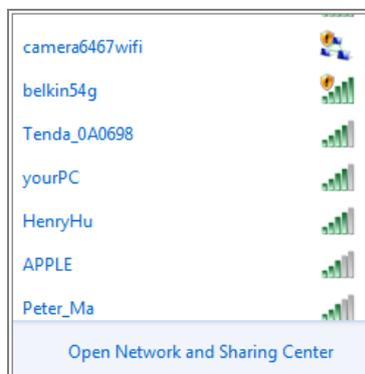 camera6467wifi
belkin54g
Tenda_0A0698
yourPC
HenryHu
APPLE
Peter_Ma
Open Network and Sharing Center